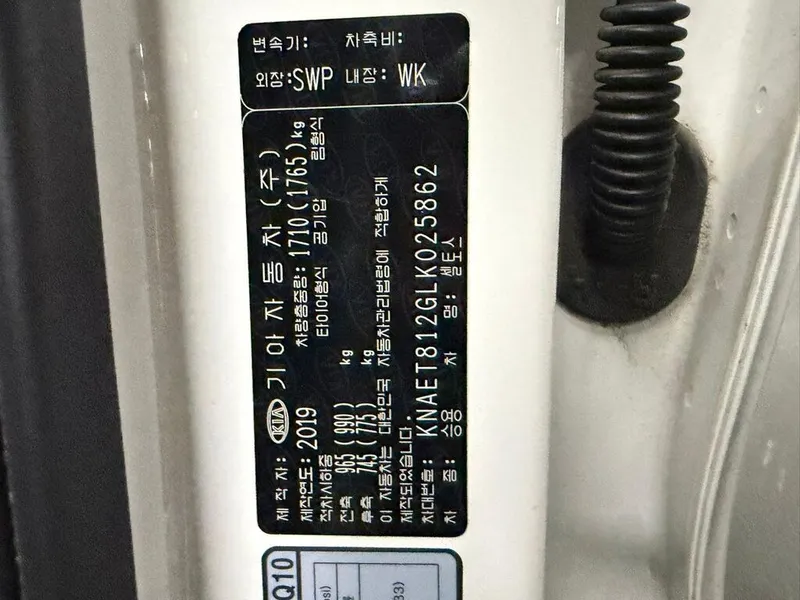 변속기: 차축비:
외장:SWP 내장: WK
제 작 자: KIA 기 아 자 동 차 ( 주 )
제작연도: 2019 차량총중량: 1710(1765)kg
적차시하중 타이어형식 공기압 림형식
전축 965 ( 990 ) kg
후축 745 ( 775 ) kg
이 자동차는 대한민국 자동차관리법령에 적합하게
제작되었습니다.
차대번호: KNAET812GLK025862
차 종: 승용 차 명: 셀토스
Q10
si)
33)